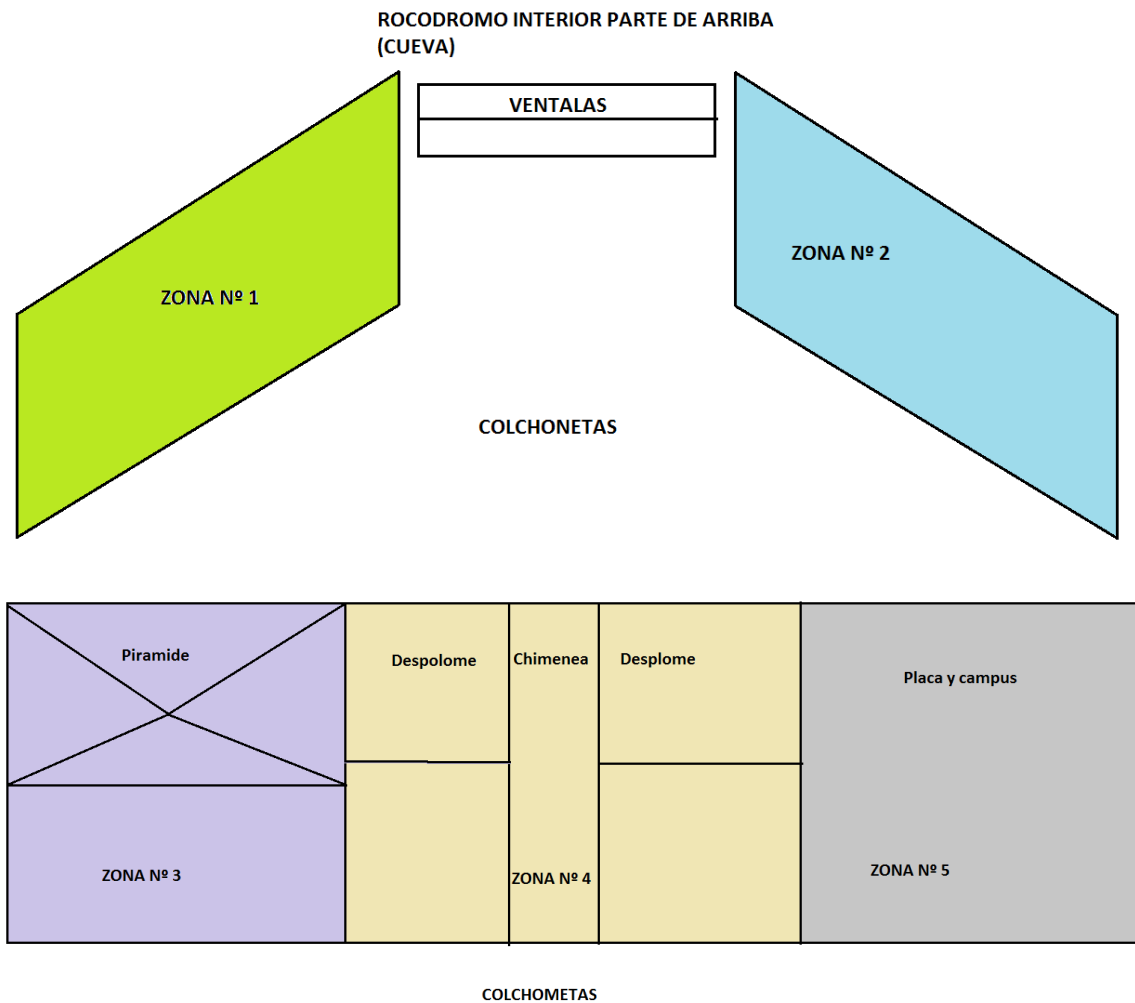 ROCODROMO INTERIOR PARTE DE ARRIBA
(CUEVA)
VENTALAS
ZONA Nº 2
ZONA Nº 1
COLCHONETAS
Piramide
Despolome
Chimenea
Desplome
Placa y campus
ZONA Nº 3
ZONA Nº 4
ZONA Nº 5
COLCHOMETAS